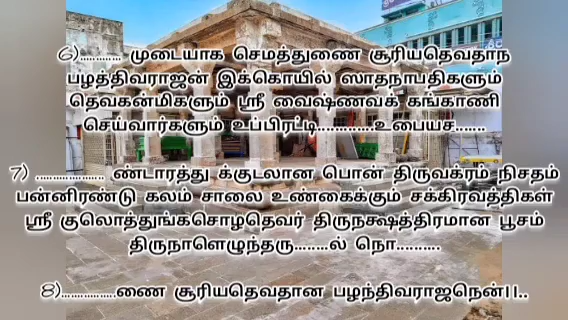 6)............. முடையாக செமத்துணை சூரியதெவதாந
பழத்திவராஜன் இக்கொயில் ஸாதநாபதிகளும்
தெவகன்மிகளும் ஸ்ரீ வைஷ்ணவக் கங்காணி
செய்வார்களும் உப்பிரட்டி..............உபையச.......
7) .................. ண்டாரத்து க்குடலான பொன் திருவக்ரம் நிசதம்
பன்னிரண்டு கலம் சாலை உண்கைக்கும் சக்கிரவத்திகள்
ஸ்ரீ குலொத்துங்கசொழதெவர் திருநக்ஷத்திரமான பூசம்
திருநாளெழுந்தரு.........ல் நொ..........
8)................ணை சூரியதெவதான பழந்திவராஜநென்।।..